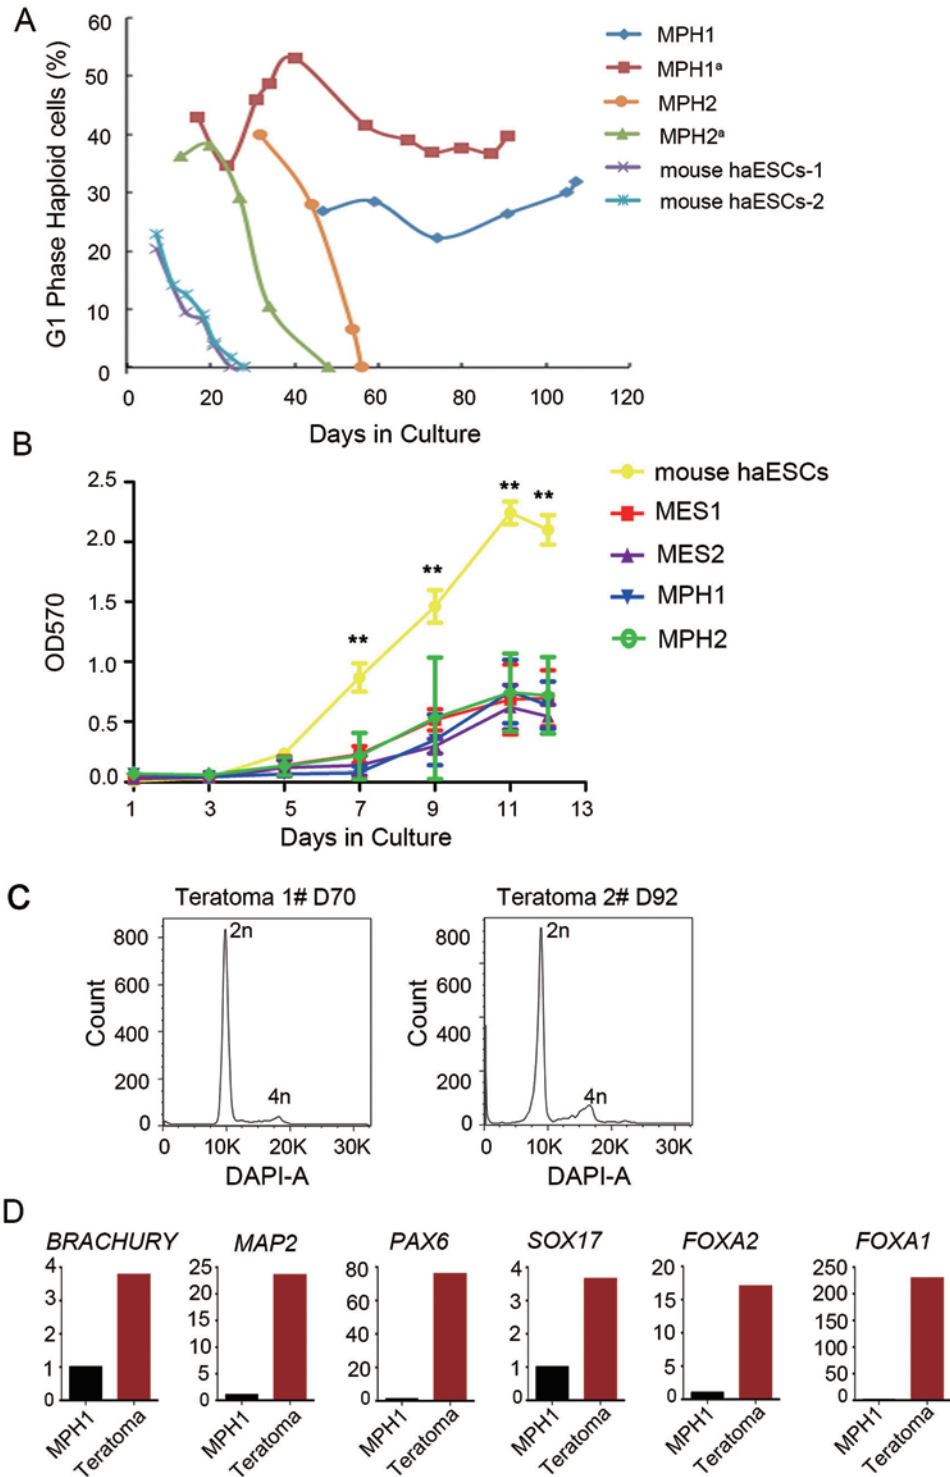 A
G1 Phase Haploid cells (%)
60
50
40
30
20
10
0
0 20 40 60 80 100 120
Days in Culture
MPH1
MPH1ᵃ
MPH2
MPH2ᵃ
mouse haESCs-1
mouse haESCs-2
B
OD570
2.5
2.0
1.5
1.0
0.5
0.0
1 3 5 7 9 11 13
Days in Culture
** ** ** **
mouse haESCs
MES1
MES2
MPH1
MPH2
C
Teratoma 1# D70
Count
800
600
400
200
0
2n
4n
0 10K 20K 30K
DAPI-A
Teratoma 2# D92
Count
800
600
400
200
0
2n
4n
0 10K 20K 30K
DAPI-A
D
BRACHURY
4
3
2
1
0
MPH1
Teratoma
MAP2
25
20
15
10
5
0
MPH1
Teratoma
PAX6
80
60
40
20
0
MPH1
Teratoma
SOX17
4
3
2
1
0
MPH1
Teratoma
FOXA2
20
15
10
5
0
MPH1
Teratoma
FOXA1
250
200
150
100
50
0
MPH1
Teratoma